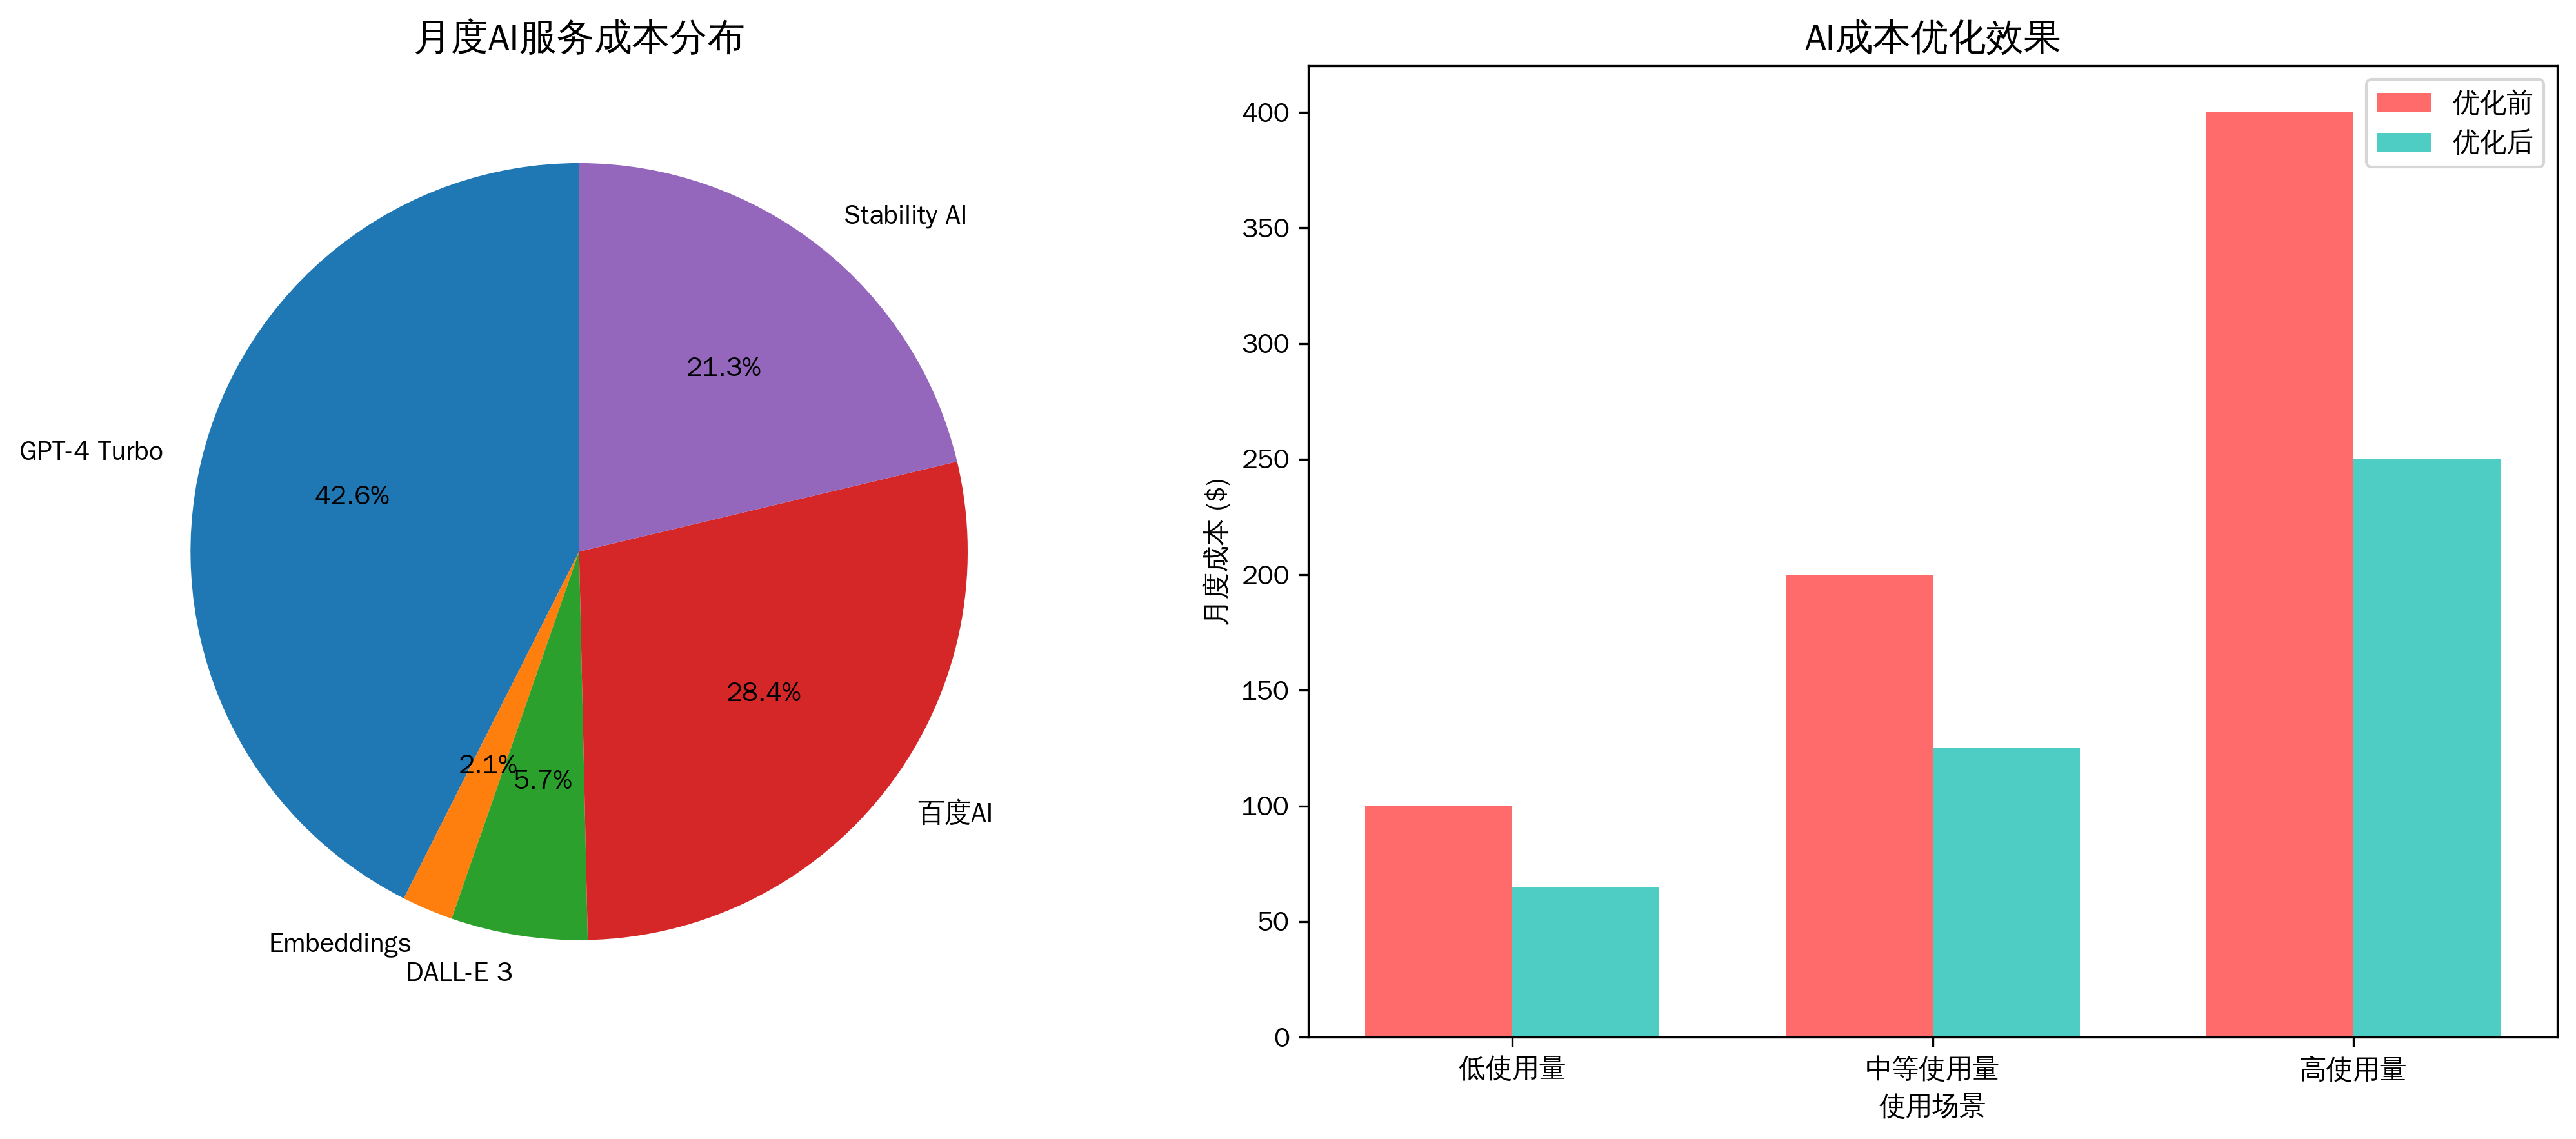 月度AI服务成本分布
Stability AI
21.3%
GPT-4 Turbo
42.6%
28.4%
2.1%
5.7%
百度AI
Embeddings
DALL-E 3
AI成本优化效果
优化前
优化后
400
350
300
250
200
150
100
50
0
月度成本 ($)
低使用量
中等使用量
高使用量
使用场景